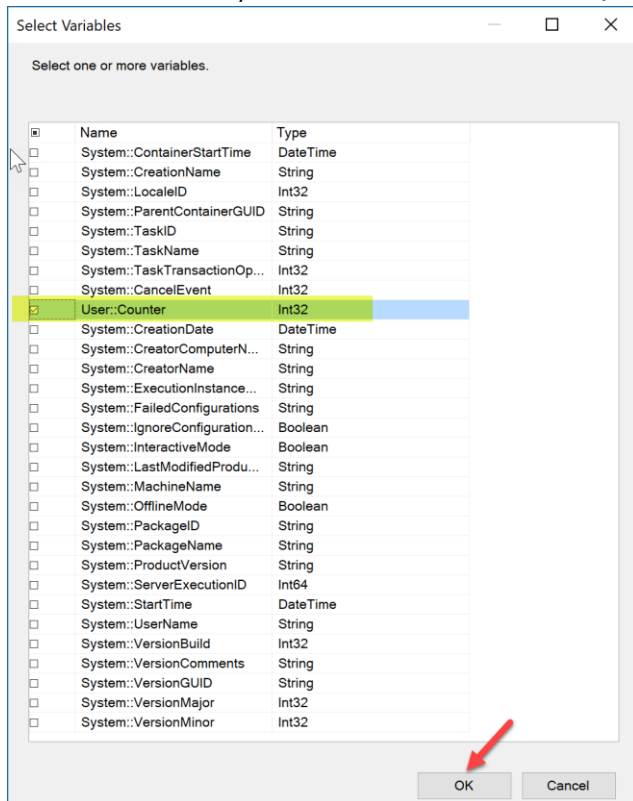 Select Variables
Select one or more variables.
Name Type
System::ContainerStartTime DateTime
System::CreationName String
System::LocaleID Int32
System::ParentContainerGUID String
System::TaskID String
System::TaskName String
System::TaskTransactionOp... Int32
System::CancelEvent Int32
User::Counter Int32
System::CreationDate DateTime
System::CreatorComputerN... String
System::CreatorName String
System::ExecutionInstance... String
System::FailedConfigurations String
System::IgnoreConfiguration... Boolean
System::InteractiveMode Boolean
System::LastModifiedProdu... String
System::MachineName String
System::OfflineMode Boolean
System::PackageID String
System::PackageName String
System::ProductVersion String
System::ServerExecutionID Int64
System::StartTime DateTime
System::UserName String
System::VersionBuild Int32
System::VersionComments String
System::VersionGUID String
System::VersionMajor Int32
System::VersionMinor Int32
OK Cancel